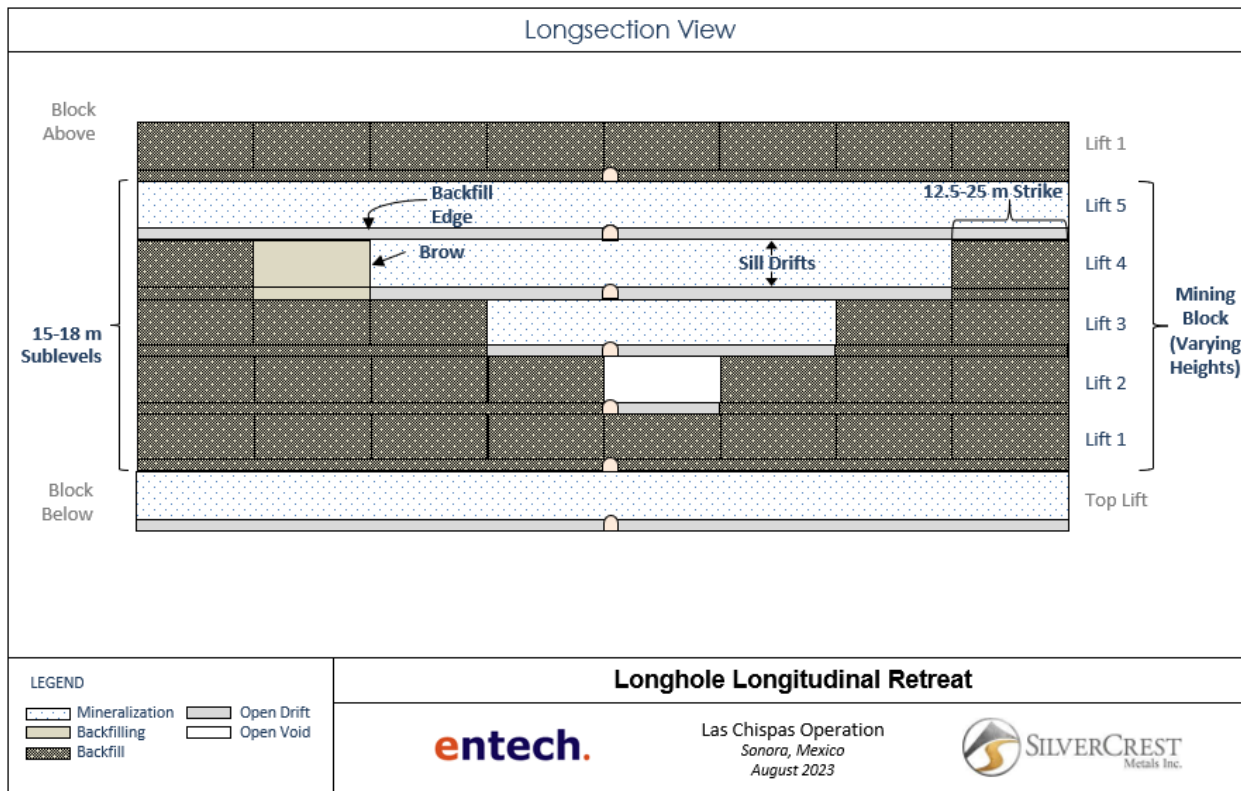 Longsection View
Block
Above
Lift 1
Backfill
Edge
12.5-25 m Strike
Lift 5
Brow
Sill Drifts
Lift 4
15-18 m
Sublevels
Lift 3
Mining
Block
(Varying
Heights)
Lift 2
Lift 1
Block
Below
Top Lift
LEGEND
Mineralization
Open Drift
Backfilling
Open Void
Backfill
Longhole Longitudinal Retreat
entech.
Las Chispas Operation
Sonora, Mexico
August 2023
SILVERCREST
Metals Inc.